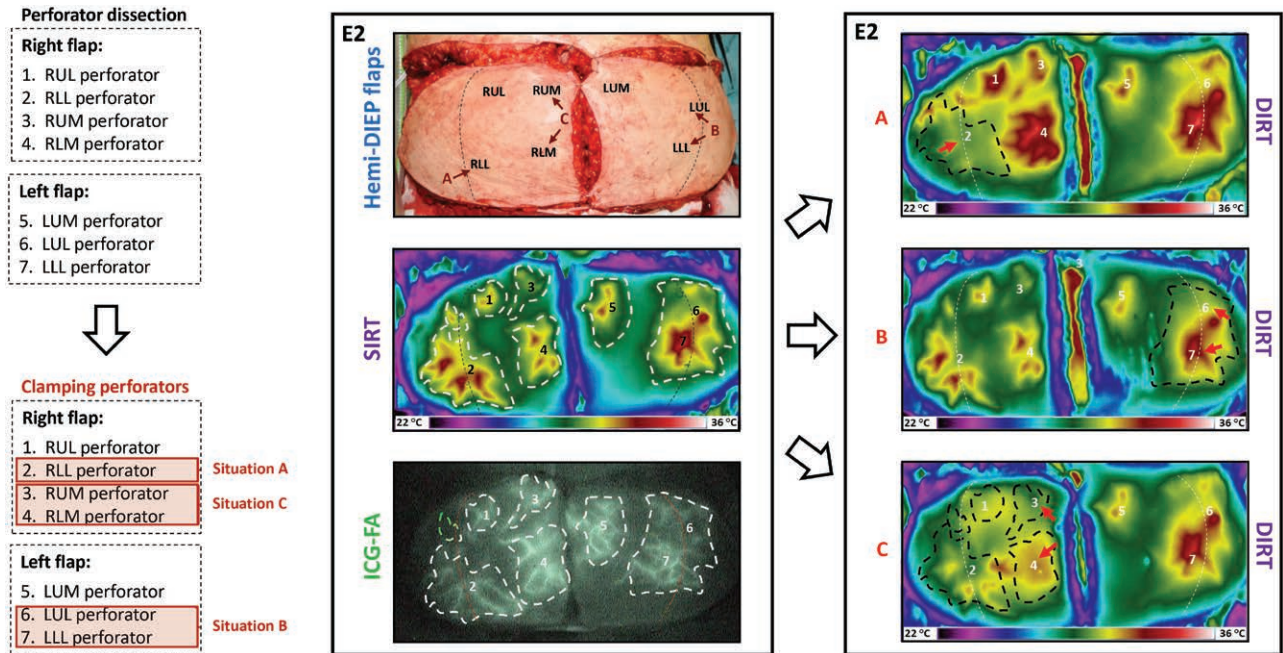 Perforator dissection
Right flap:
1. RUL perforator
2. RLL perforator
3. RUM perforator
4. RLM perforator
Left flap:
5. LUM perforator
6. LUL perforator
7. LLL perforator
Clamping perforators
Right flap:
1. RUL perforator
2. RLL perforator
Situation A
3. RUM perforator
4. RLM perforator
Situation C
Left flap:
5. LUM perforator
6. LUL perforator
7. LLL perforator
Situation B
E2
Hemi-DIEP flaps
RUL
RUM
LUM
LUL
C
B
RLM
LLL
RLL
A
SIRT
1
3
5
6
4
7
2
22 °C
36 °C
ICG-FA
3
1
5
6
4
7
2
E2
A
DIRT
3
1
5
6
2
4
7
22 °C
36 °C
B
DIRT
3
3
1
5
6
4
7
2
22 °C
36 °C
C
DIRT
1
3
5
6
2
4
7
22 °C
36 °C